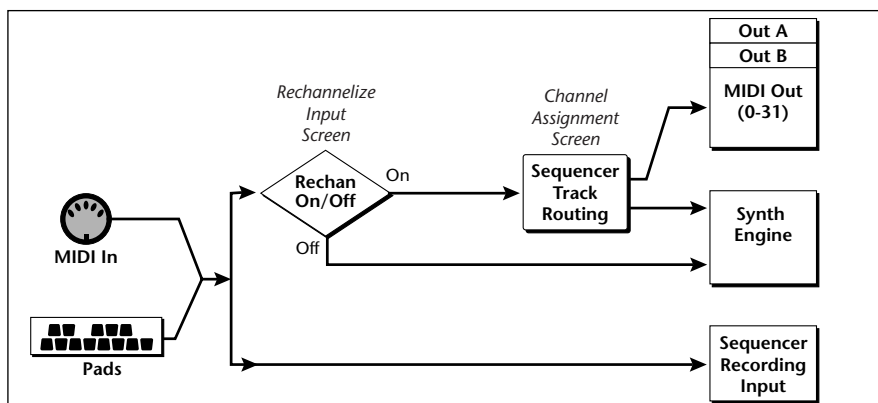 Out A
Out B
MIDI Out
(0-31)
Rechannelize
Input
Screen
Channel
Assignment
Screen
Rechan
On/Off
On
Off
Sequencer
Track
Routing
Synth
Engine
MIDI In
Pads
Sequencer
Recording
Input